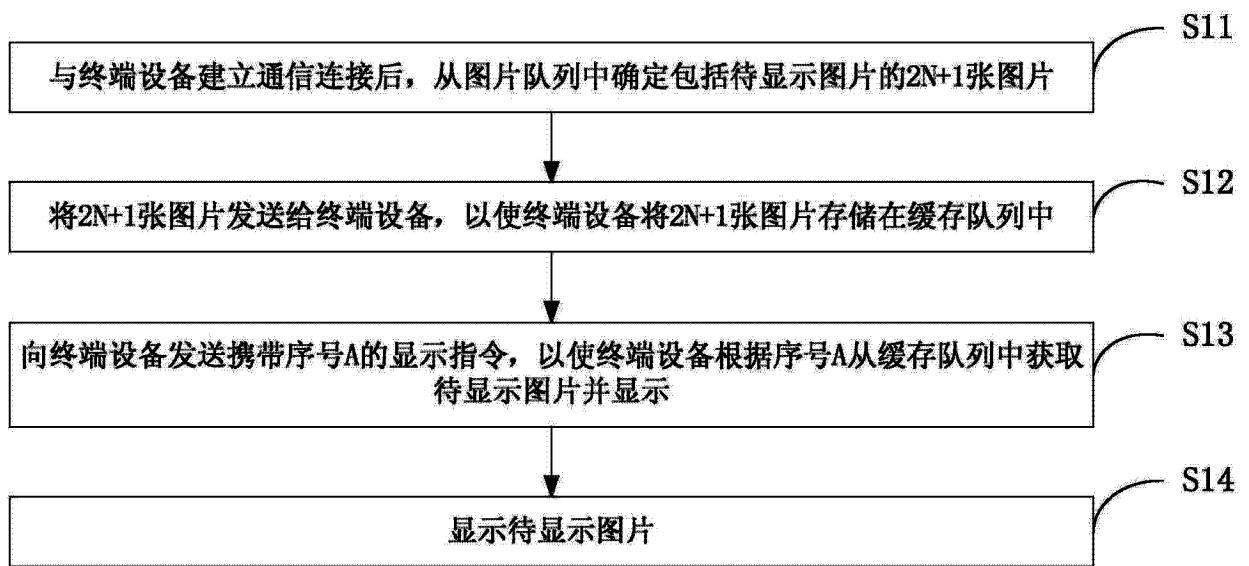 S11
与终端设备建立通信连接后，从图片队列中确定包括待显示图片的2N+1张图片
S12
将2N+1张图片发送给终端设备，以使终端设备将2N+1张图片存储在缓存队列中
S13
向终端设备发送携带序号A的显示指令，以使终端设备根据序号A从缓存队列中获取
待显示图片并显示
S14
显示待显示图片